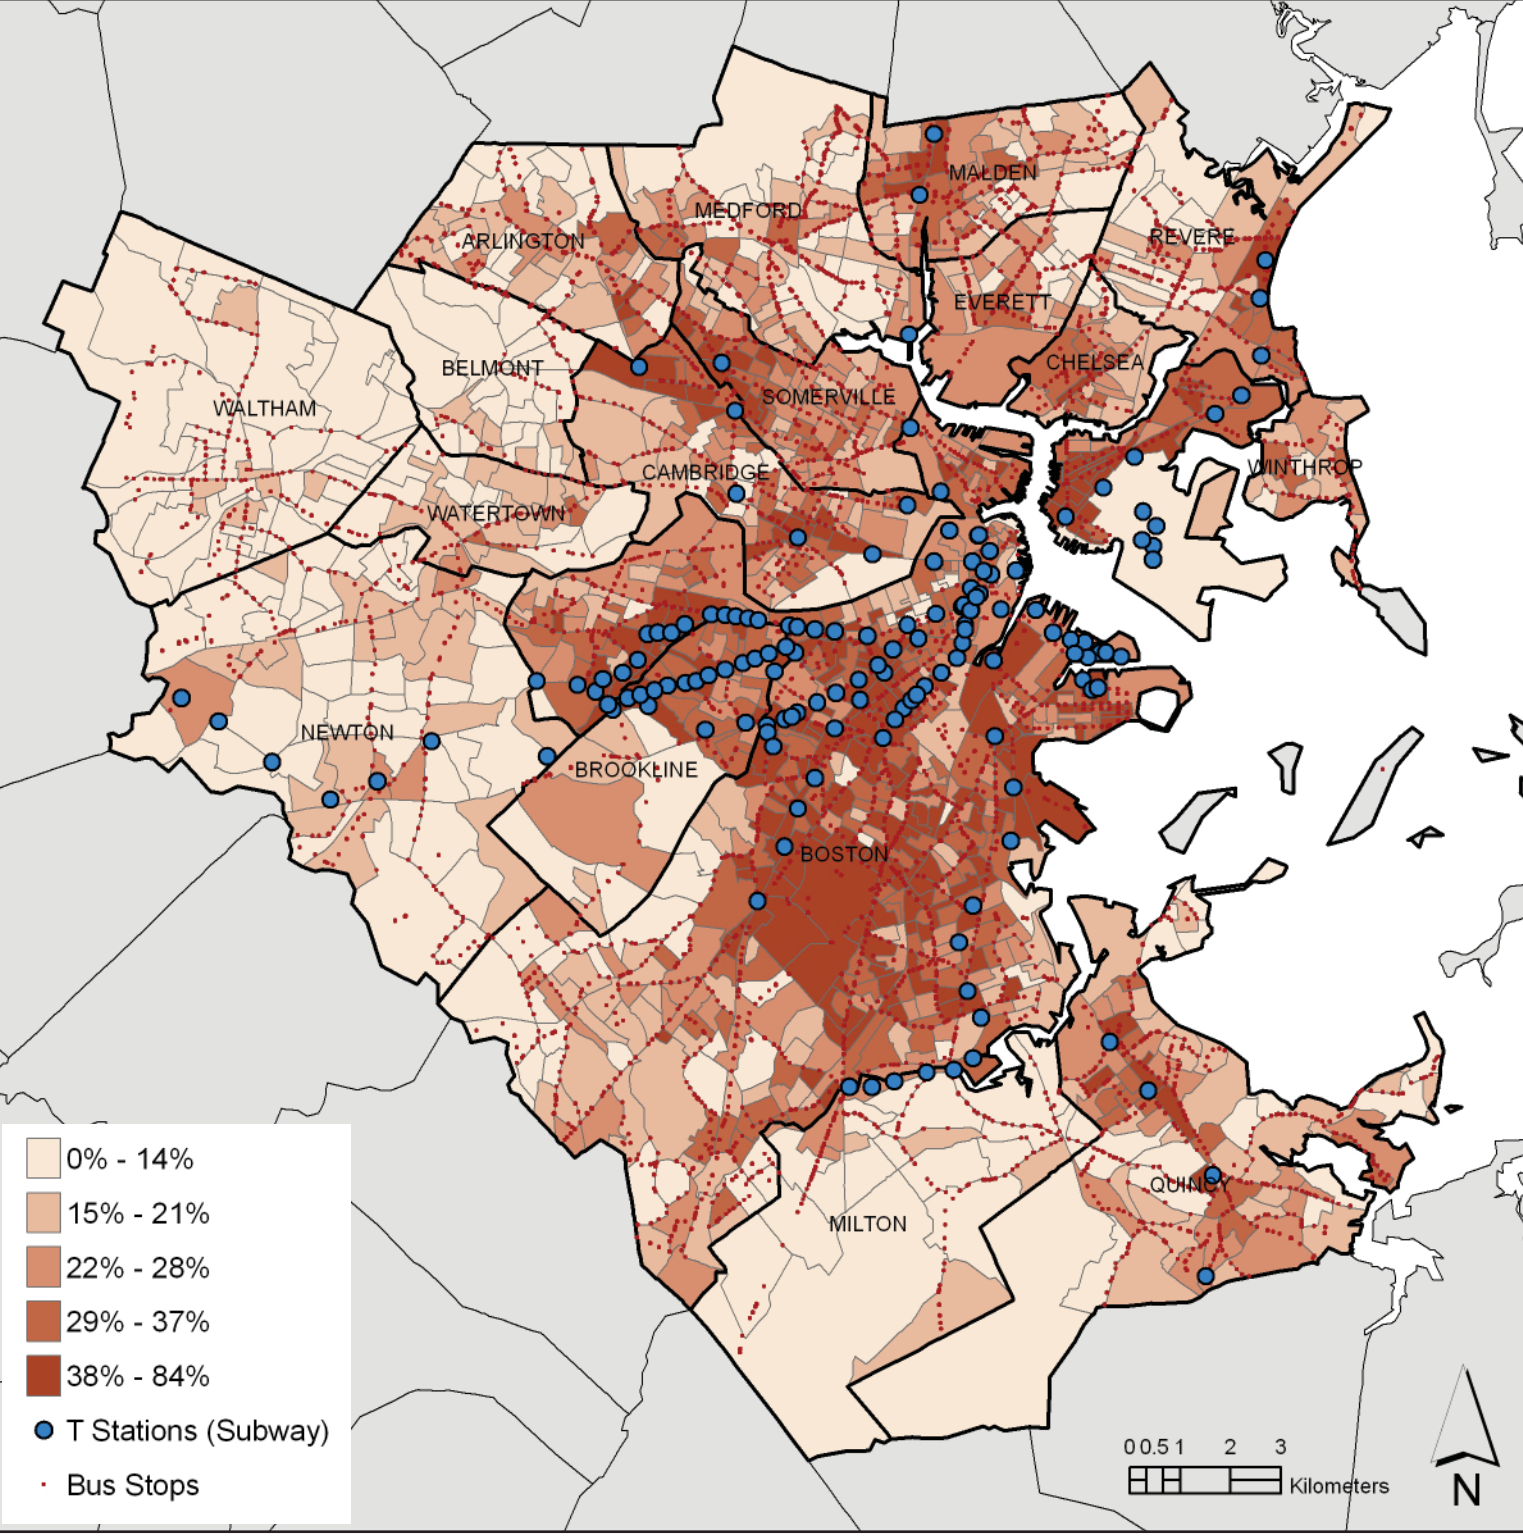 MALDEN
MEDFORD
ARLINGTON
REVERE
EVERETT
CHELSEA
BELMONT
SOMERVILLE
WALTHAM
WINTHROP
CAMBRIDGE
WATERTOWN
NEWTON
BROOKLINE
BOSTON
QUINCY
MILTON
0% - 14%
15% - 21%
22% - 28%
29% - 37%
38% - 84%
T Stations (Subway)
Bus Stops
0 0.5 1 2 3
Kilometers
N